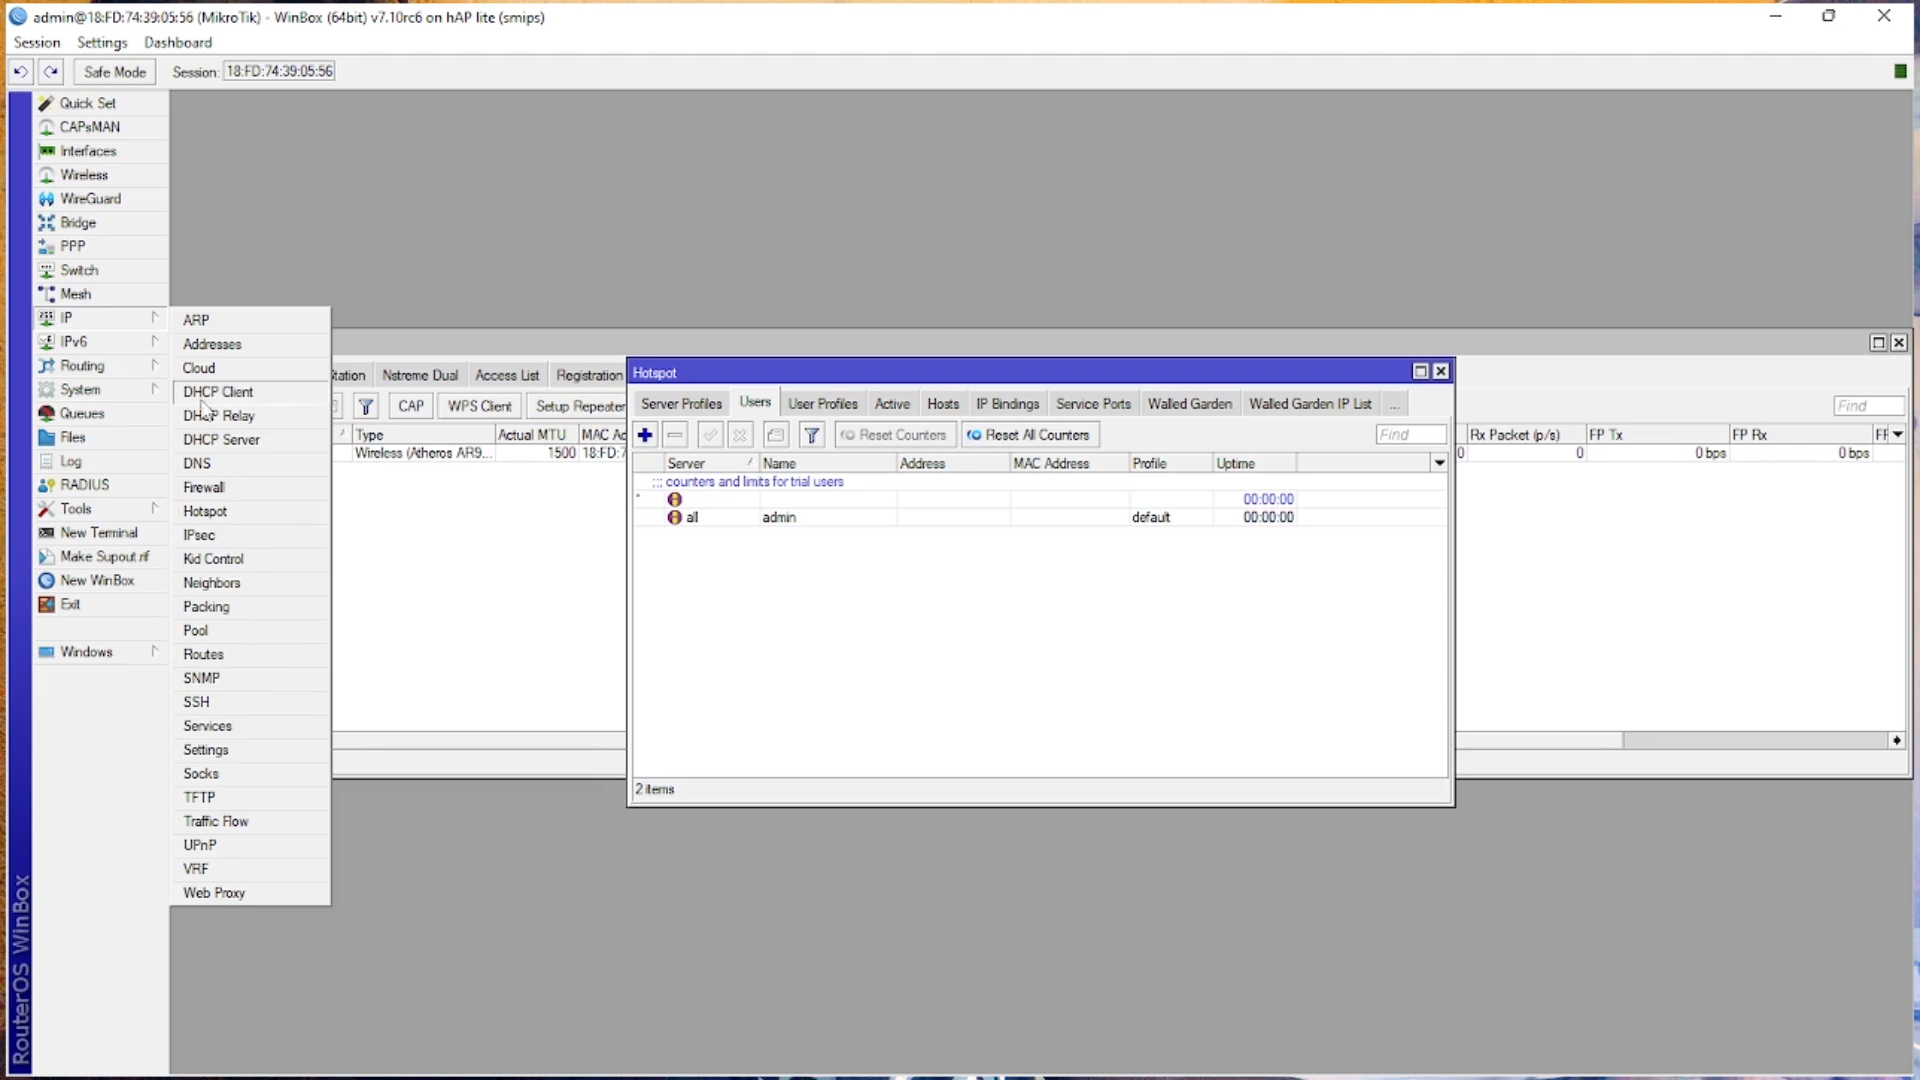 admin@18:FD:74:39:05:56 (MikroTik) - WinBox (64bit) v7.10rc6 on hAP lite (smips)
Session Settings Dashboard
Safe Mode Session: 18:FD:74:39:05:56
Quick Set
CAPsMAN
Interfaces
Wireless
WireGuard
Bridge
PPP
Switch
Mesh
IP
IPv6
Routing
System
Queues
Files
Log
RADIUS
Tools
New Terminal
Make Supout.rif
New WinBox
Exit
Windows
RouterOS WinBox
ARP
Addresses
Cloud
DHCP Client
DHCP Relay
DHCP Server
DNS
Firewall
Hotspot
IPsec
Kid Control
Neighbors
Packing
Pool
Routes
SNMP
SSH
Services
Settings
Socks
TFTP
Traffic Flow
UPnP
VRF
Web Proxy
Nstreme Dual Access List Registration
CAP WPS Client Setup Repeater Find
Type Actual MTU MAC Rx Packet (p/s) FP Tx FP Rx
Wireless (Atheros AR9... 1500 18:FD:7 0 0 0 bps 0 bps
Hotspot
Server Profiles Users User Profiles Active Hosts IP Bindings Service Ports Walled Garden Walled Garden IP List ...
Reset Counters Reset All Counters Find
Server Name Address MAC Address Profile Uptime
::: counters and limits for trial users
* 00:00:00
all admin default 00:00:00
2 items